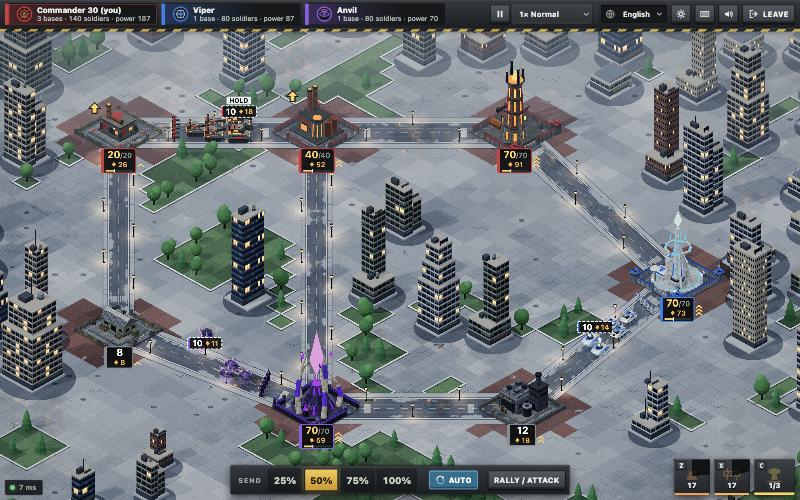 Commander 30 (you)
3 bases · 140 soldiers · power 187
Viper
1 base · 80 soldiers · power 87
Anvil
1 base · 80 soldiers · power 70
1× Normal
English
LEAVE
HOLD
10 ✦18
20/20
✦ 26
40/40
✦ 52
70/70
✦ 91
70/70
✦ 73
10 ✦14
10 ✦11
8
✦ 8
70/70
✦ 59
12
✦ 18
7 ms
SEND 25% 50% 75% 100% AUTO RALLY / ATTACK
Z X C
17 17 1/3